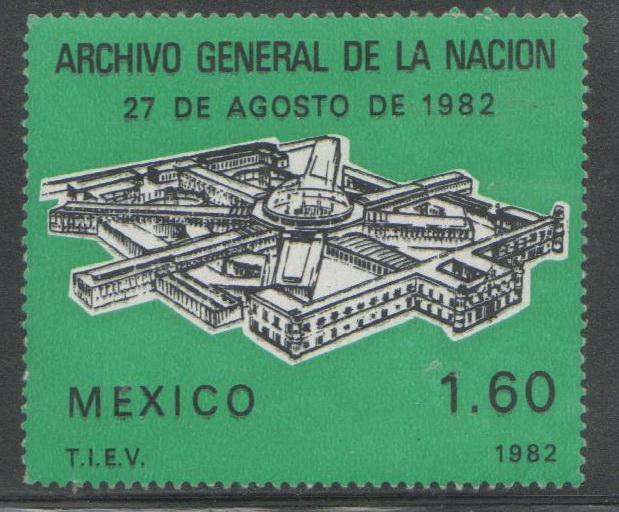 ARCHIVO GENERAL DE LA NACION
27 DE AGOSTO DE 1982
MEXICO 1.60
T.I.E.V. 1982